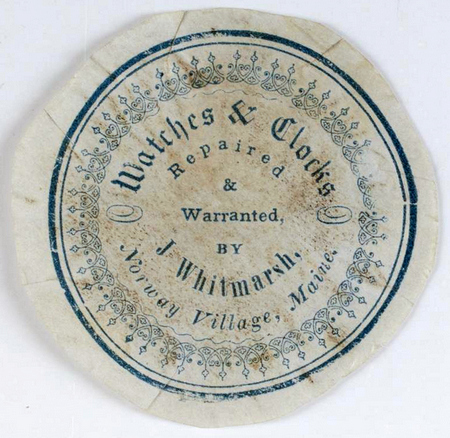 Watches & Clocks
Repaired
&
Warranted,
BY
J Whitmarsh,
Norway Village, Maine.